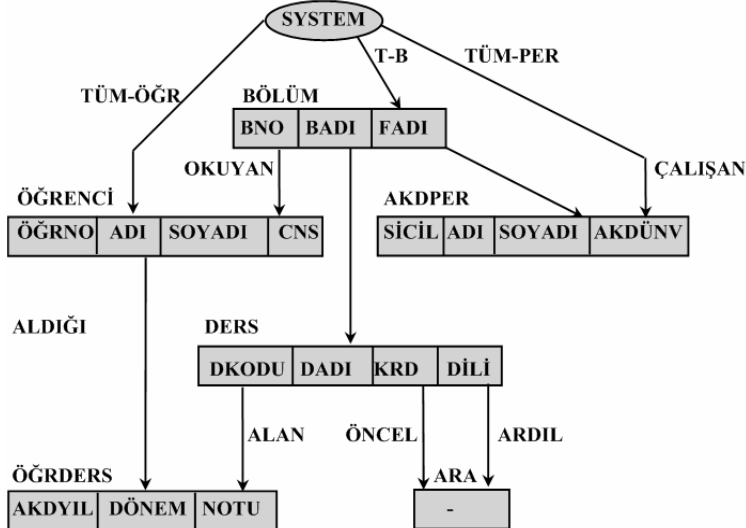 SYSTEM
T-B
TÜM-PER
TÜM-ÖĞR
BÖLÜM
BNO BADI FADI
OKUYAN
ÇALIŞAN
ÖĞRENCİ
AKDPER
ÖĞRNO ADI SOYADI CNS
SİCİL ADI SOYADI AKDÜNV
ALDIĞI
DERS
DKODU DADI KRD DİLİ
ALAN
ÖNCEL
ARDIL
ÖĞRDERS
ARA
AKDYIL DÖNEM NOTU
-